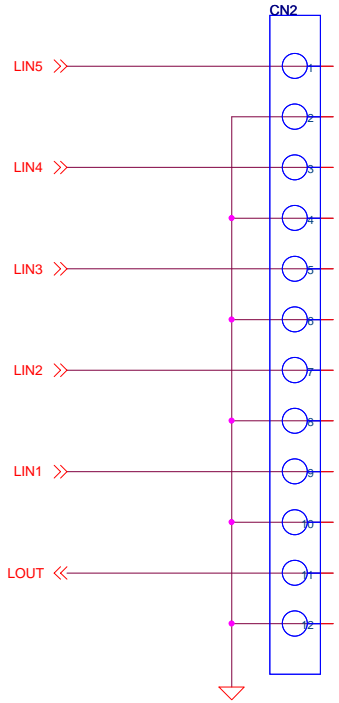 CN2
LIN5 1
2
LIN4 3
4
LIN3 5
6
LIN2 7
8
LIN1 9
10
LOUT 11
12